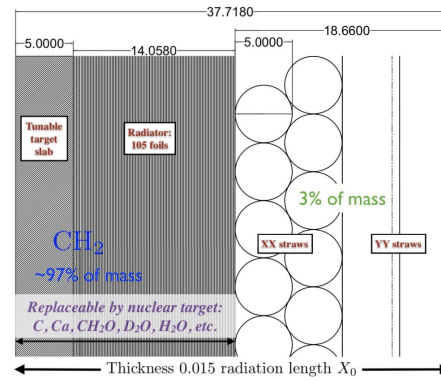 37.7180
18.6600
5.0000
14.0580
5.0000
Tunable
target
slab
Radiator:
105 foils
CH₂
~97% of mass
3% of mass
XX straws
YY straws
Replaceable by nuclear target:
C, Ca, CH2O, D2O, H2O, etc.
Thickness 0.015 radiation length X₀